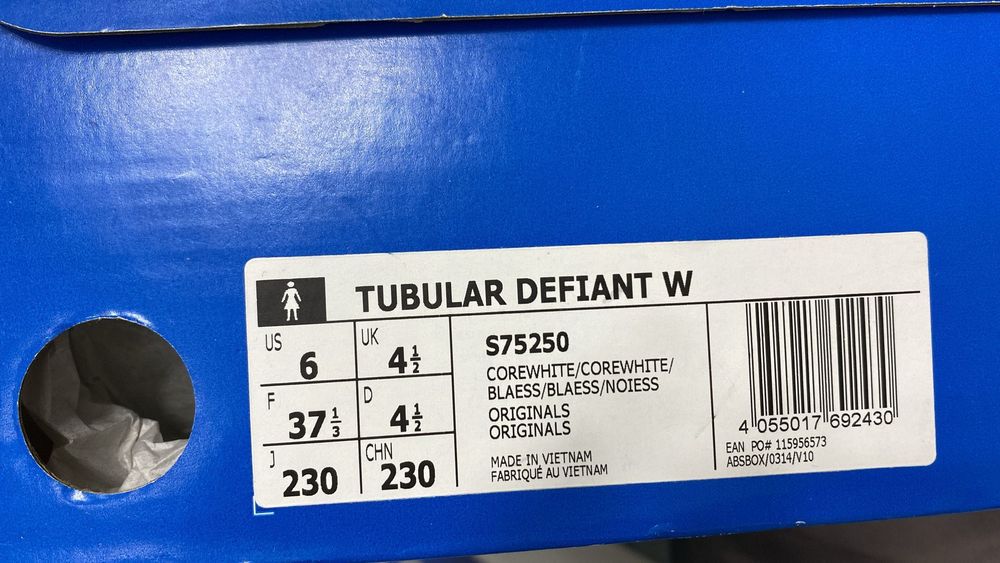 TUBULAR DEFIANT W
US 6
UK 4 1/2
F 37 1/3
D 4 1/2
J 230
CHN 230
S75250
COREWHITE/COREWHITE/
BLAESS/BLAESS/NOIESS
ORIGINALS
ORIGINALS
MADE IN VIETNAM
FABRIQUÉ AU VIETNAM
4 055017 692430
EAN PO# 115956573
ABSBOX/0314/V10